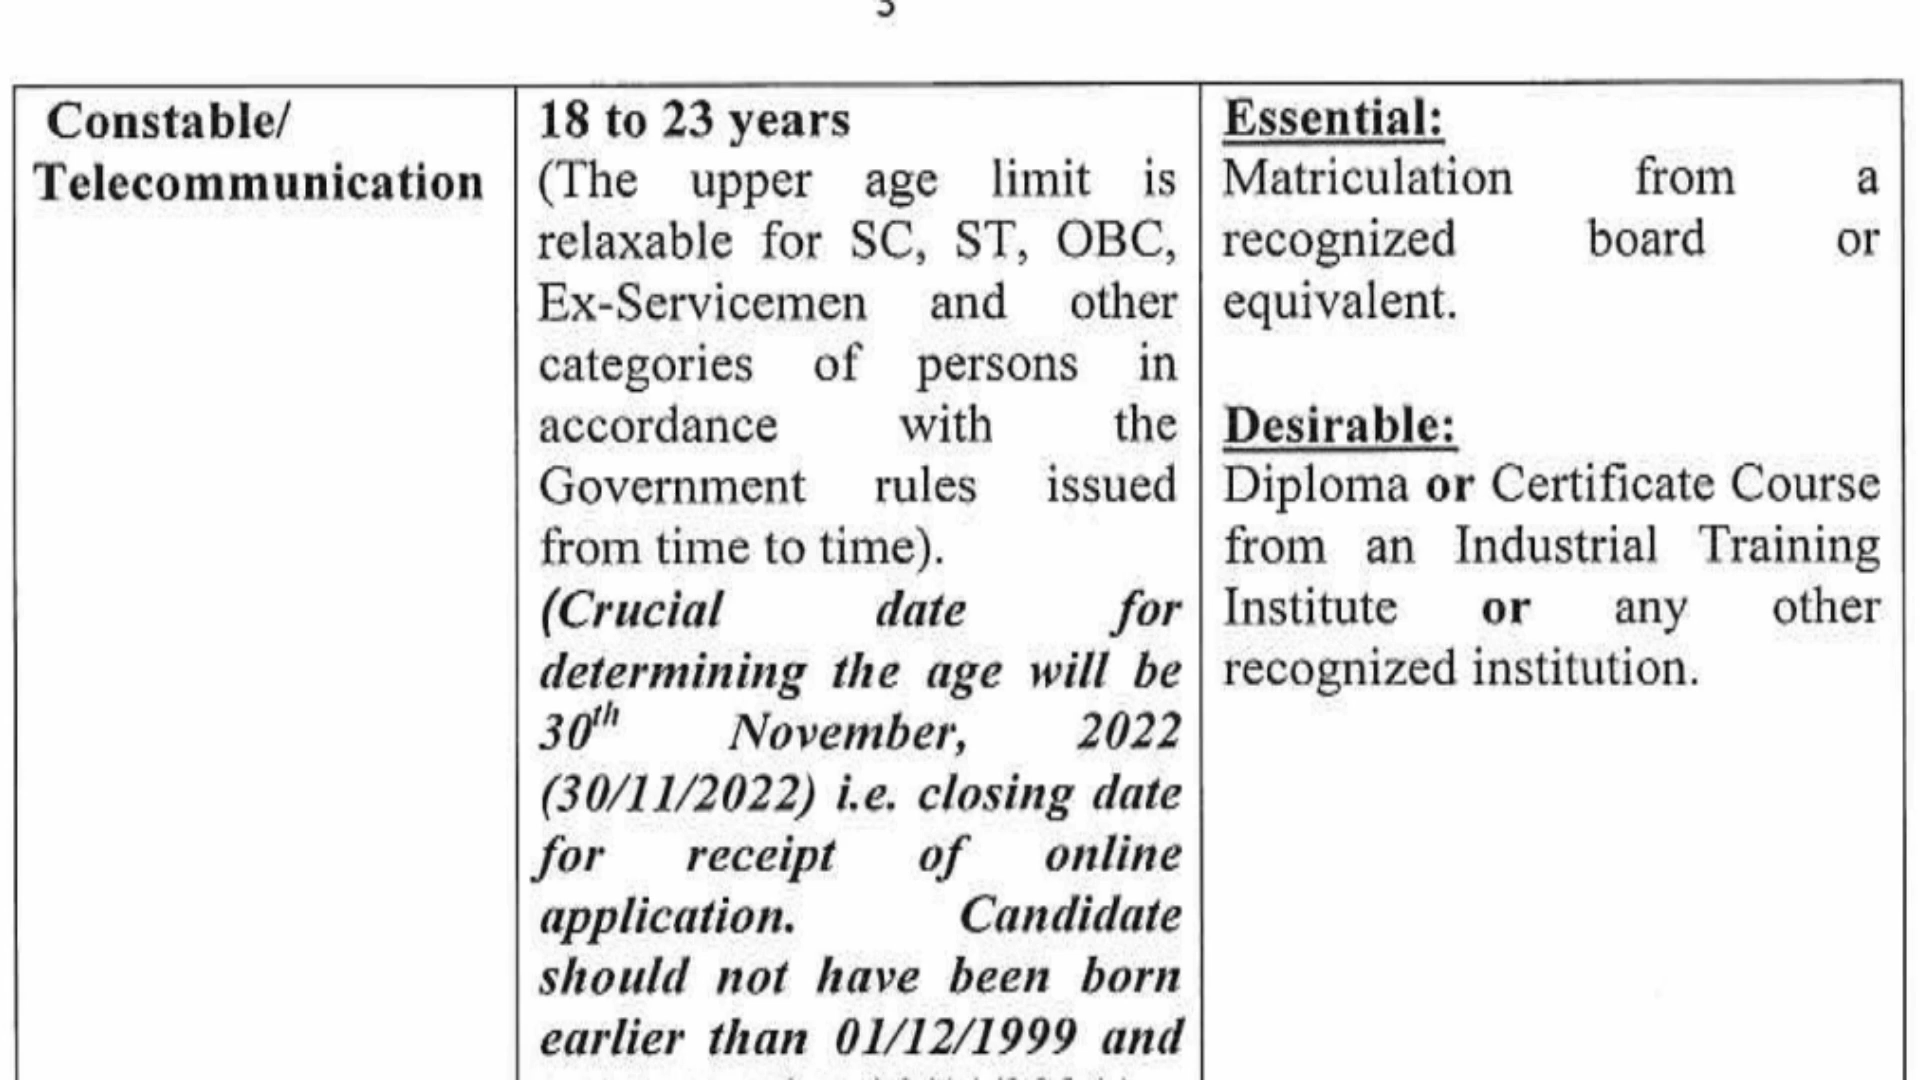 3
Constable/
Telecommunication
18 to 23 years
(The upper age limit is
relaxable for SC, ST, OBC,
Ex-Servicemen and other
categories of persons in
accordance with the
Government rules issued
from time to time).
(Crucial date for
determining the age will be
30th November, 2022
(30/11/2022) i.e. closing date
for receipt of online
application. Candidate
should not have been born
earlier than 01/12/1999 and
Essential:
Matriculation from a
recognized board or
equivalent.
Desirable:
Diploma or Certificate Course
from an Industrial Training
Institute or any other
recognized institution.